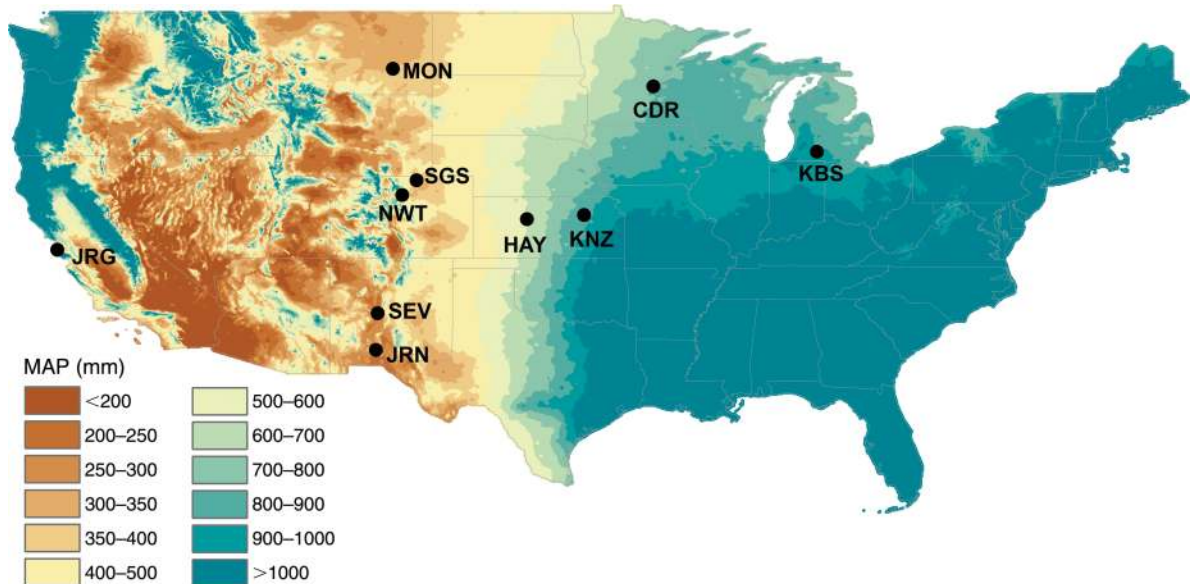 MON
CDR
KBS
SGS
NWT
HAY
KNZ
JRG
SEV
JRN
MAP (mm)
<200
200–250
250–300
300–350
350–400
400–500
500–600
600–700
700–800
800–900
900–1000
>1000